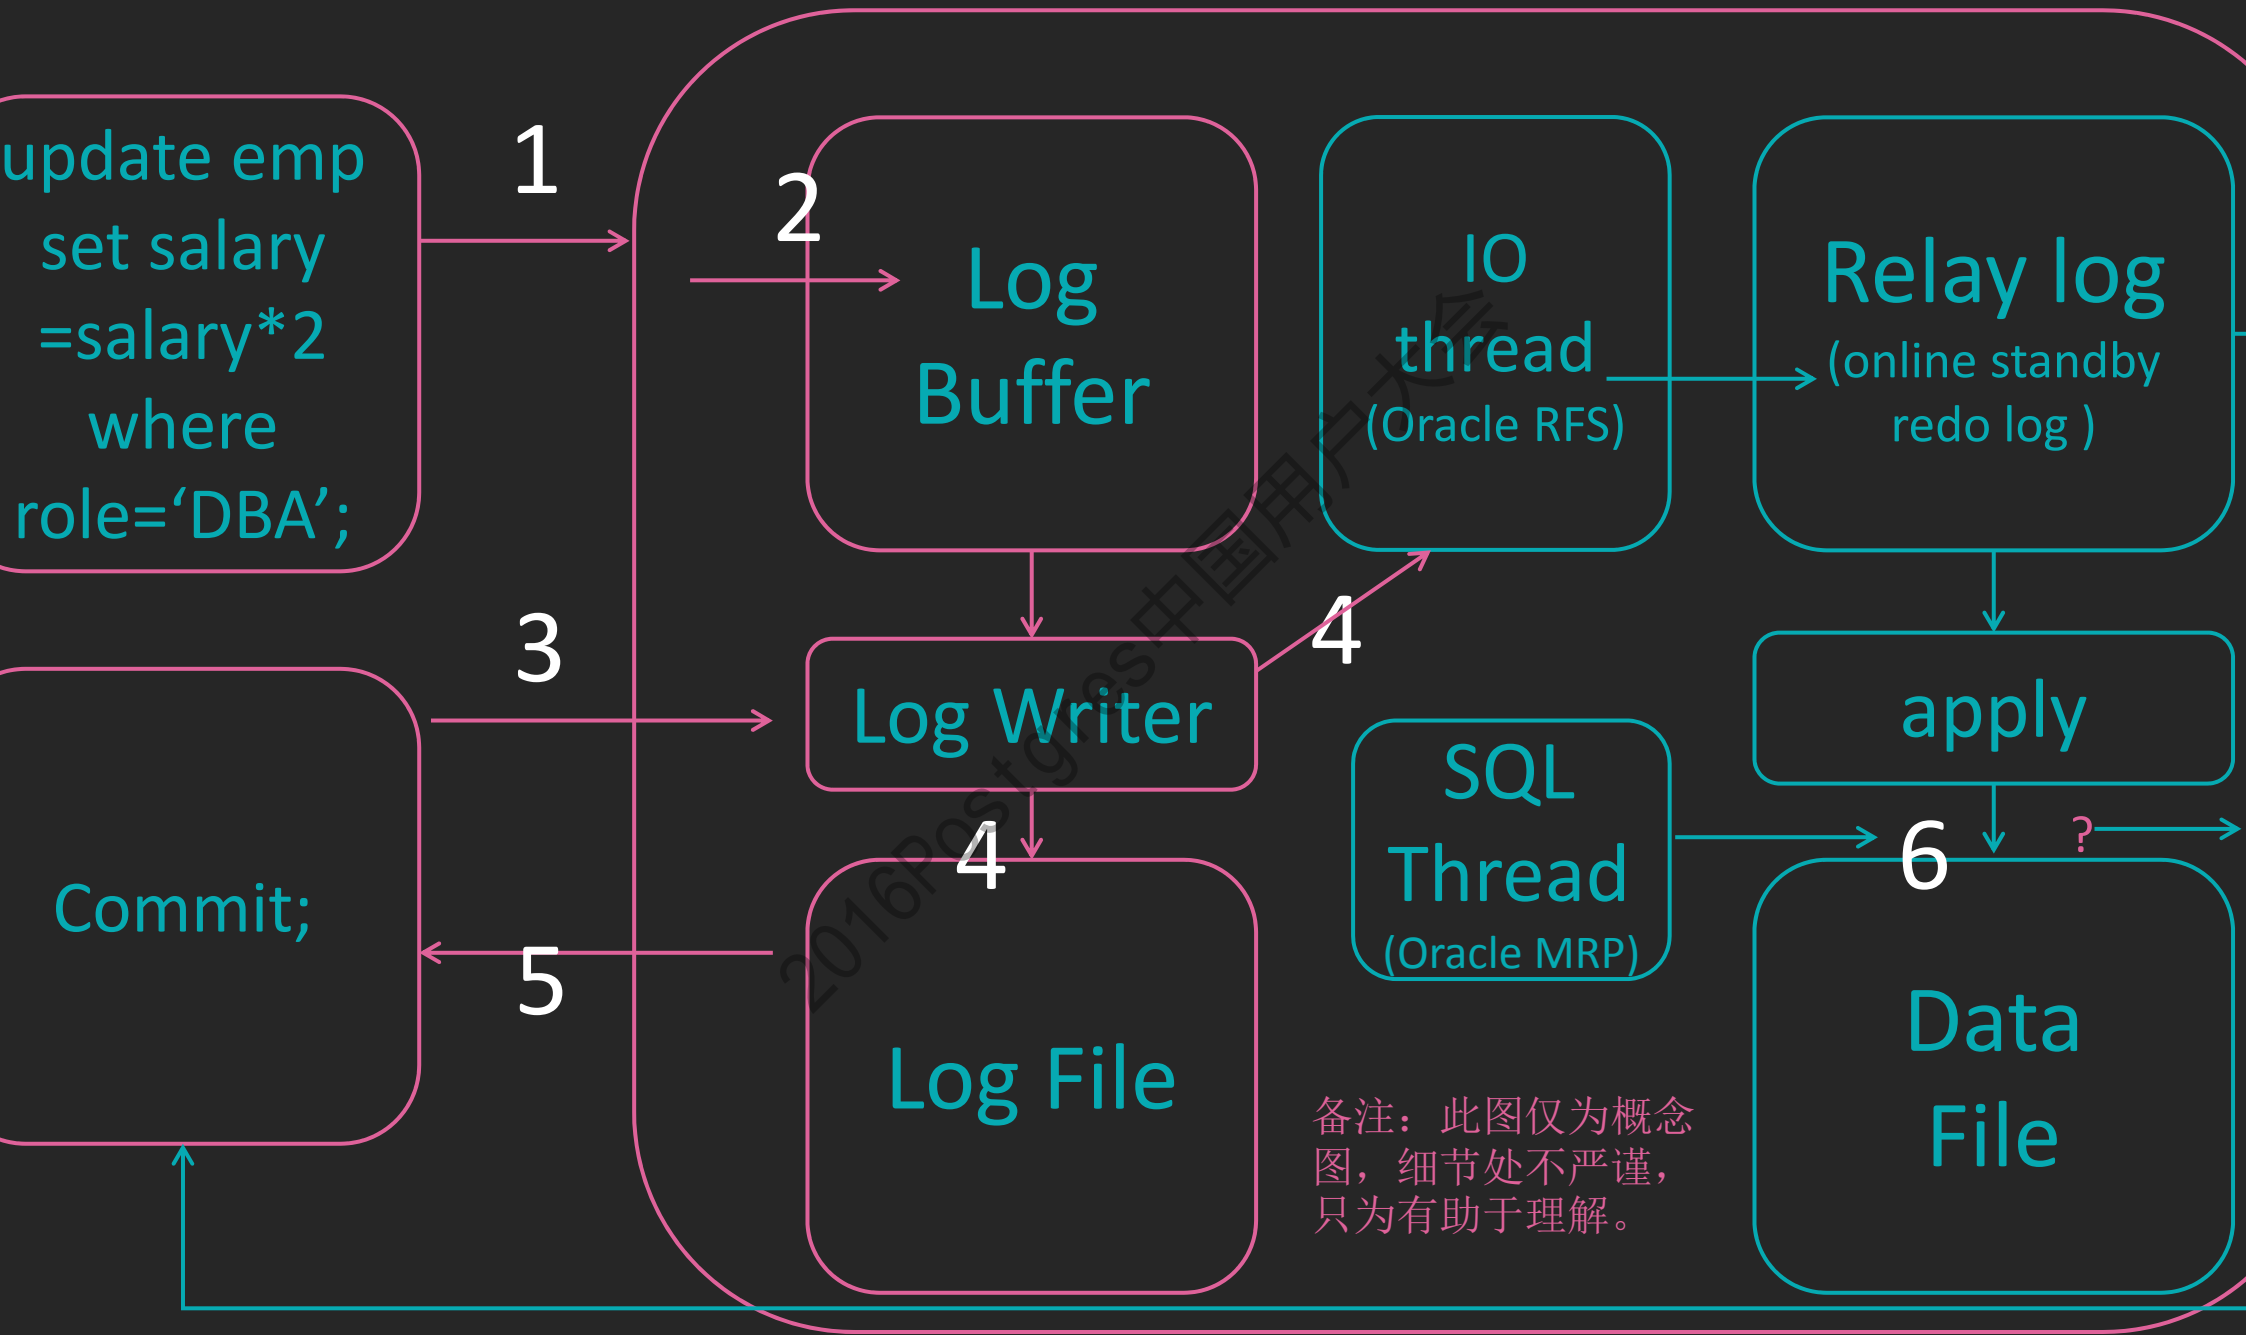 update emp
set salary
=salary*2
where
role=‘DBA’;
1
2
Log
Buffer
IO
thread
(Oracle RFS)
Relay log
(online standby
redo log )
3
Commit;
Log Writer
4
4
5
Log File
SQL
Thread
(Oracle MRP)
apply
6
?
Data
File
备注：此图仅为概念
图，细节处不严谨，
只为有助于理解。
2016Postgres中国用户大会